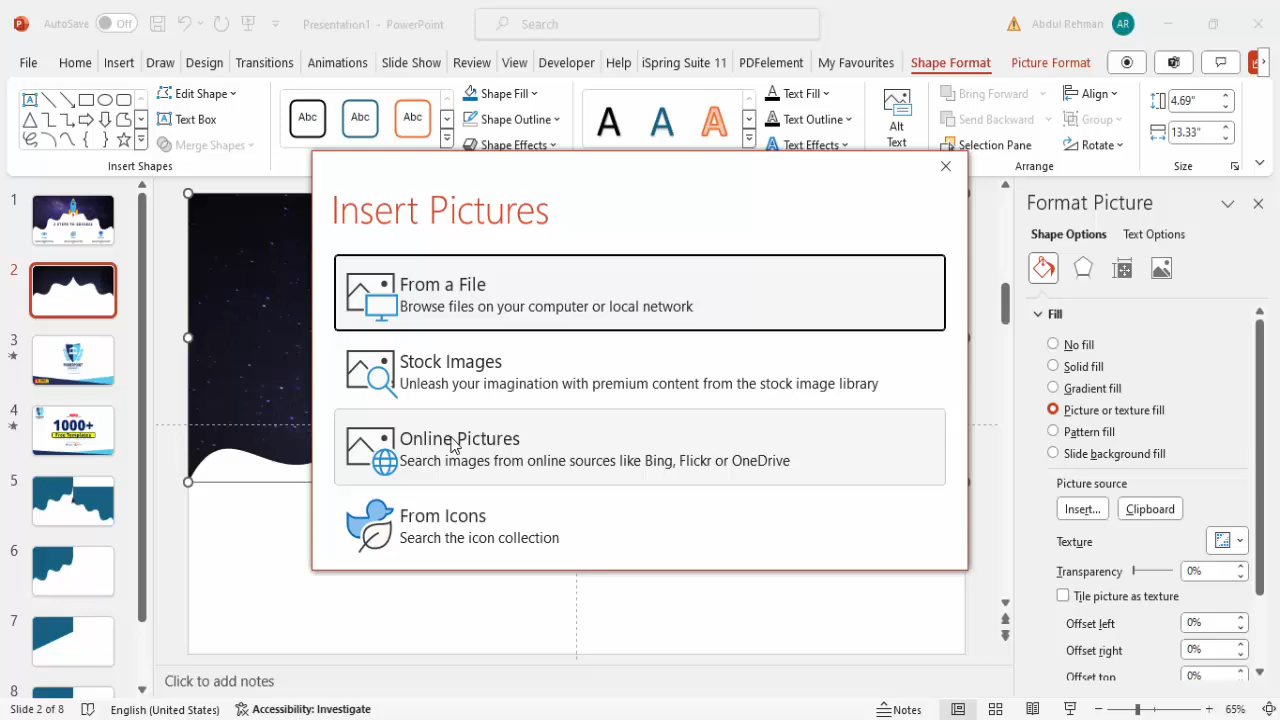 AutoSave Off
Presentation1 - PowerPoint
Search
Abdul Rehman AR
File Home Insert Draw Design Transitions Animations Slide Show Review View Developer Help iSpring Suite 11 PDFelement My Favourites Shape Format Picture Format
Edit Shape
Text Box
Merge Shapes
Insert Shapes
Abc Abc Abc
Shape Fill
Shape Outline
Shape Effects
A A A
Text Fill
Text Outline
Text Effects
Alt
Text
Bring Forward
Send Backward
Selection Pane
Align
Group
Rotate
Arrange
4.69"
13.33"
Size
1
2
3
4
1000+
5
6
7
8
Insert Pictures
From a File
Browse files on your computer or local network
Stock Images
Unleash your imagination with premium content from the stock image library
Online Pictures
Search images from online sources like Bing, Flickr or OneDrive
From Icons
Search the icon collection
Format Picture
Shape Options Text Options
Fill
No fill
Solid fill
Gradient fill
Picture or texture fill
Pattern fill
Slide background fill
Picture source
Insert... Clipboard
Texture
Transparency 0%
Tile picture as texture
Offset left 0%
Offset right 0%
Offset top 0%
Click to add notes
Slide 2 of 8 English (United States) Accessibility: Investigate Notes 65%